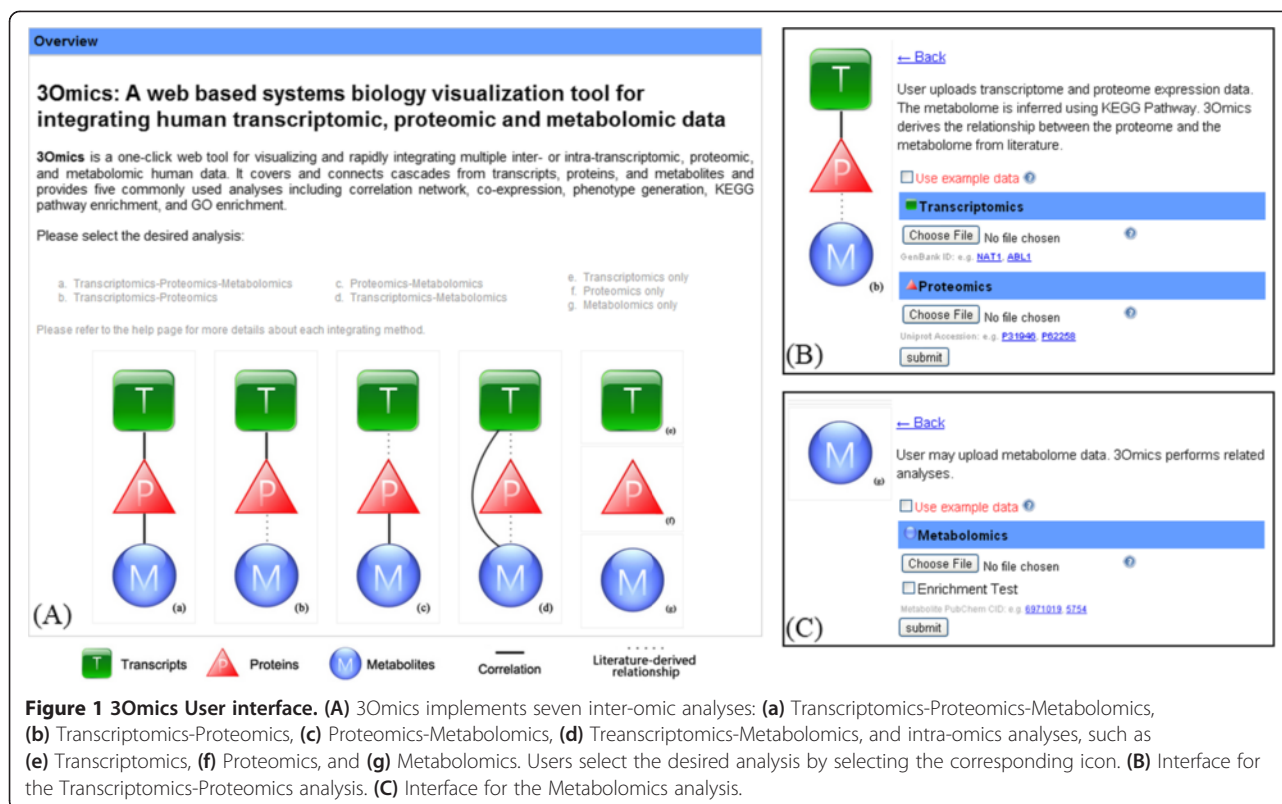 Overview
3Omics: A web based systems biology visualization tool for
integrating human transcriptomic, proteomic and metabolomic data
3Omics is a one-click web tool for visualizing and rapidly integrating multiple inter- or intra-transcriptomic, proteomic,
and metabolomic human data. It covers and connects cascades from transcripts, proteins, and metabolites and
provides five commonly used analyses including correlation network, co-expression, phenotype generation, KEGG
pathway enrichment, and GO enrichment.
Please select the desired analysis:
a. Transcriptomics-Proteomics-Metabolomics
b. Transcriptomics-Proteomics
c. Proteomics-Metabolomics
d. Transcriptomics-Metabolomics
e. Transcriptomics only
f. Proteomics only
g. Metabolomics only
Please refer to the help page for more details about each integrating method.
T T T T T (e)
P P P P P (f)
M (a) M (b) M (c) M (d) M (g)
(A)
T Transcripts P Proteins M Metabolites Correlation Literature-derived
relationship
← Back
User uploads transcriptome and proteome expression data.
The metabolome is inferred using KEGG Pathway. 3Omics
derives the relationship between the proteome and the
metabolome from literature.
T
P
M
(b)
Use example data ?
Transcriptomics
Choose File No file chosen ?
GenBank ID: e.g. NAT1, ABL1
Proteomics
Choose File No file chosen ?
Uniprot Accession: e.g. P31946, P62258
submit
(B)
← Back
M (g)
User may upload metabolome data. 3Omics performs related
analyses.
Use example data ?
Metabolomics
Choose File No file chosen ?
Enrichment Test
Metabolite PubChem CID: e.g. 6971019, 5754
submit
(C)
Figure 1 3Omics User interface. (A) 3Omics implements seven inter-omic analyses: (a) Transcriptomics-Proteomics-Metabolomics,
(b) Transcriptomics-Proteomics, (c) Proteomics-Metabolomics, (d) Treanscriptomics-Metabolomics, and intra-omics analyses, such as
(e) Transcriptomics, (f) Proteomics, and (g) Metabolomics. Users select the desired analysis by selecting the corresponding icon. (B) Interface for
the Transcriptomics-Proteomics analysis. (C) Interface for the Metabolomics analysis.